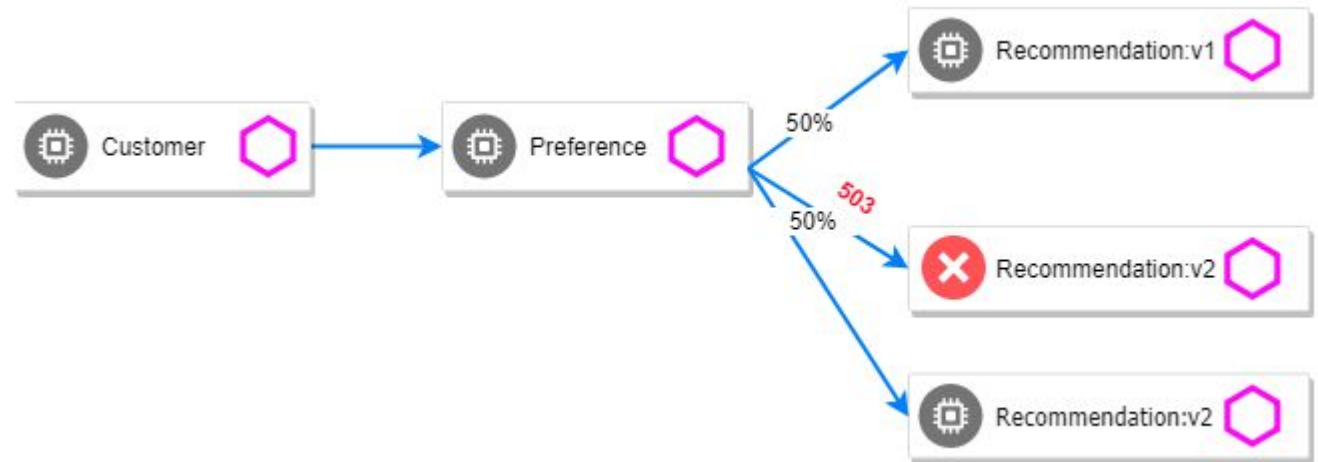 Customer
Preference
50%
503
50%
Recommendation:v1
Recommendation:v2
Recommendation:v2